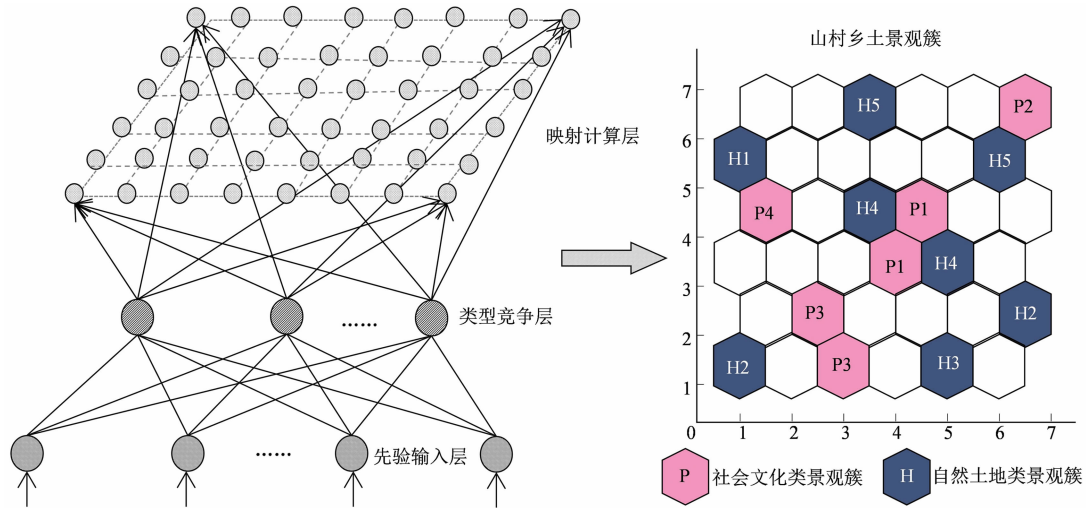 映射计算层
类型竞争层
......
先验输入层
......
山村乡土景观簇
7
6
5
4
3
2
1
0
1
2
3
4
5
6
7
H5
P2
H1
H5
P4
H4
P1
P1
H4
P3
H2
H2
P3
H3
P 社会文化类景观簇
H 自然土地类景观簇